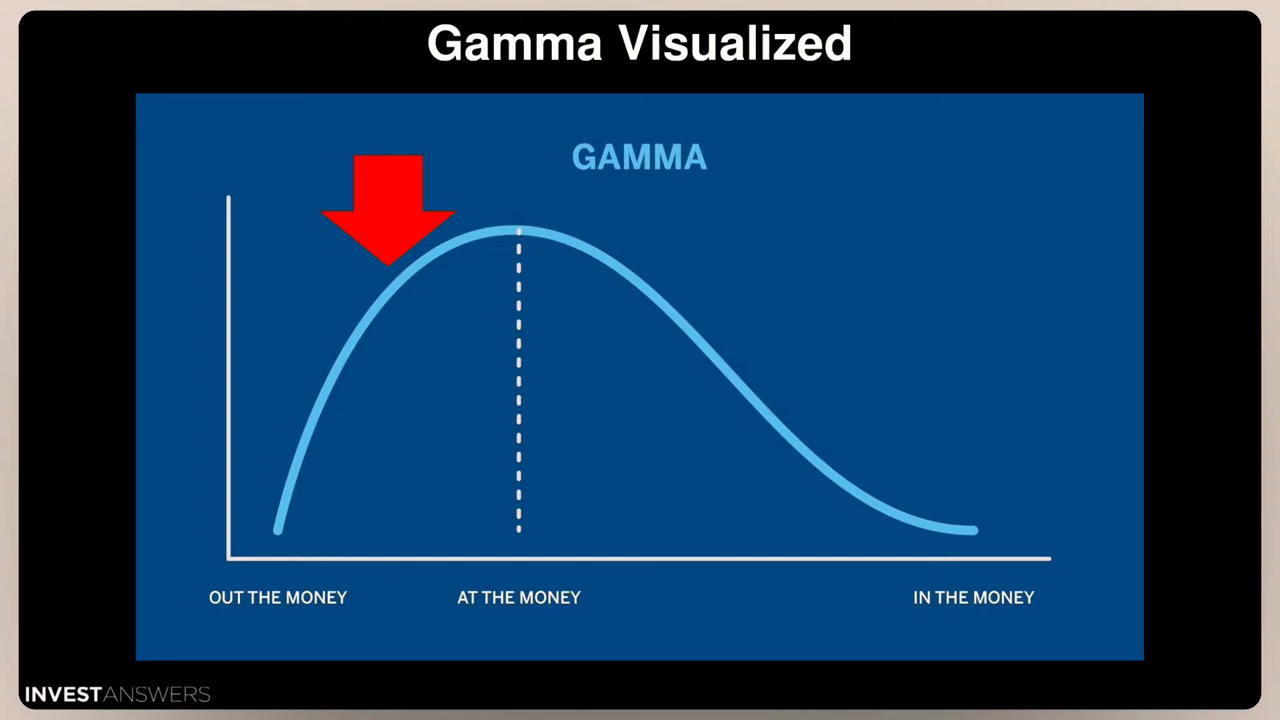 Gamma Visualized
GAMMA
OUT THE MONEY
AT THE MONEY
IN THE MONEY
INVESTANSWERS